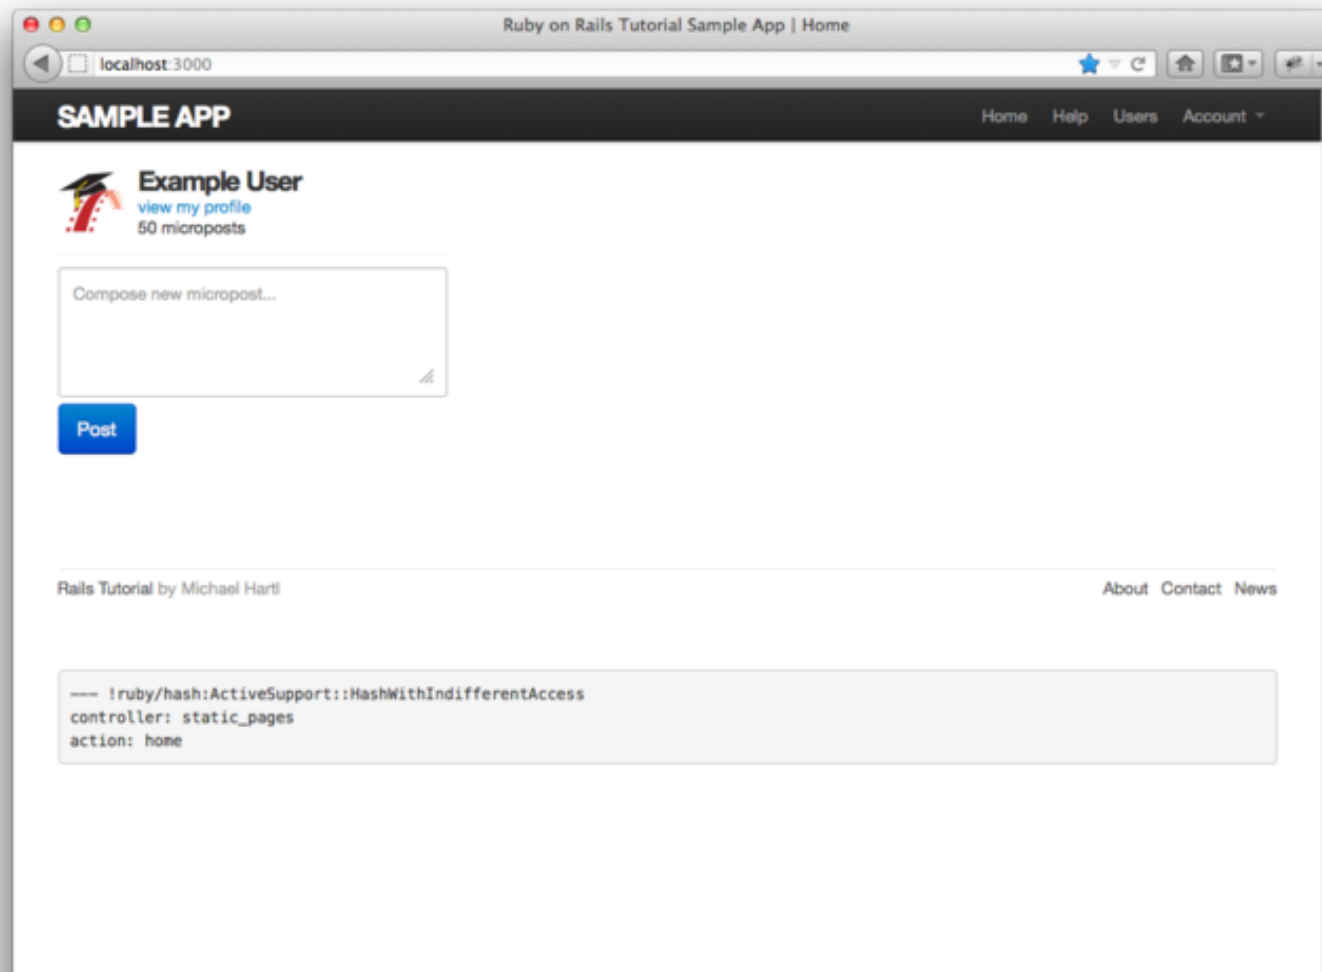 Ruby on Rails Tutorial Sample App | Home
localhost:3000
SAMPLE APP
Home Help Users Account
Example User
view my profile
50 microposts
Compose new micropost...
Post
Rails Tutorial by Michael Hartl
About Contact News
--- !ruby/hash:ActiveSupport::HashWithIndifferentAccess
controller: static_pages
action: home